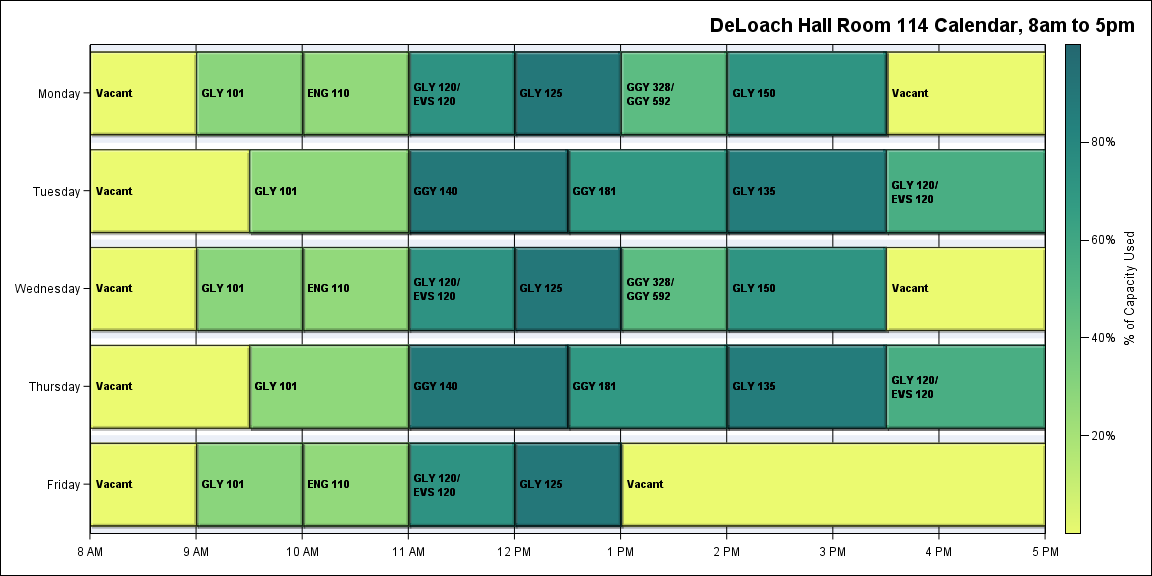 DeLoach Hall Room 114 Calendar, 8am to 5pm
Monday
Vacant
GLY 101
ENG 110
GLY 120/
EVS 120
GLY 125
GGY 328/
GGY 592
GLY 150
Vacant
Tuesday
Vacant
GLY 101
GGY 140
GGY 181
GLY 135
GLY 120/
EVS 120
Wednesday
Vacant
GLY 101
ENG 110
GLY 120/
EVS 120
GLY 125
GGY 328/
GGY 592
GLY 150
Vacant
Thursday
Vacant
GLY 101
GGY 140
GGY 181
GLY 135
GLY 120/
EVS 120
Friday
Vacant
GLY 101
ENG 110
GLY 120/
EVS 120
GLY 125
Vacant
8 AM
9 AM
10 AM
11 AM
12 PM
1 PM
2 PM
3 PM
4 PM
5 PM
80%
60%
40%
20%
% of Capacity Used